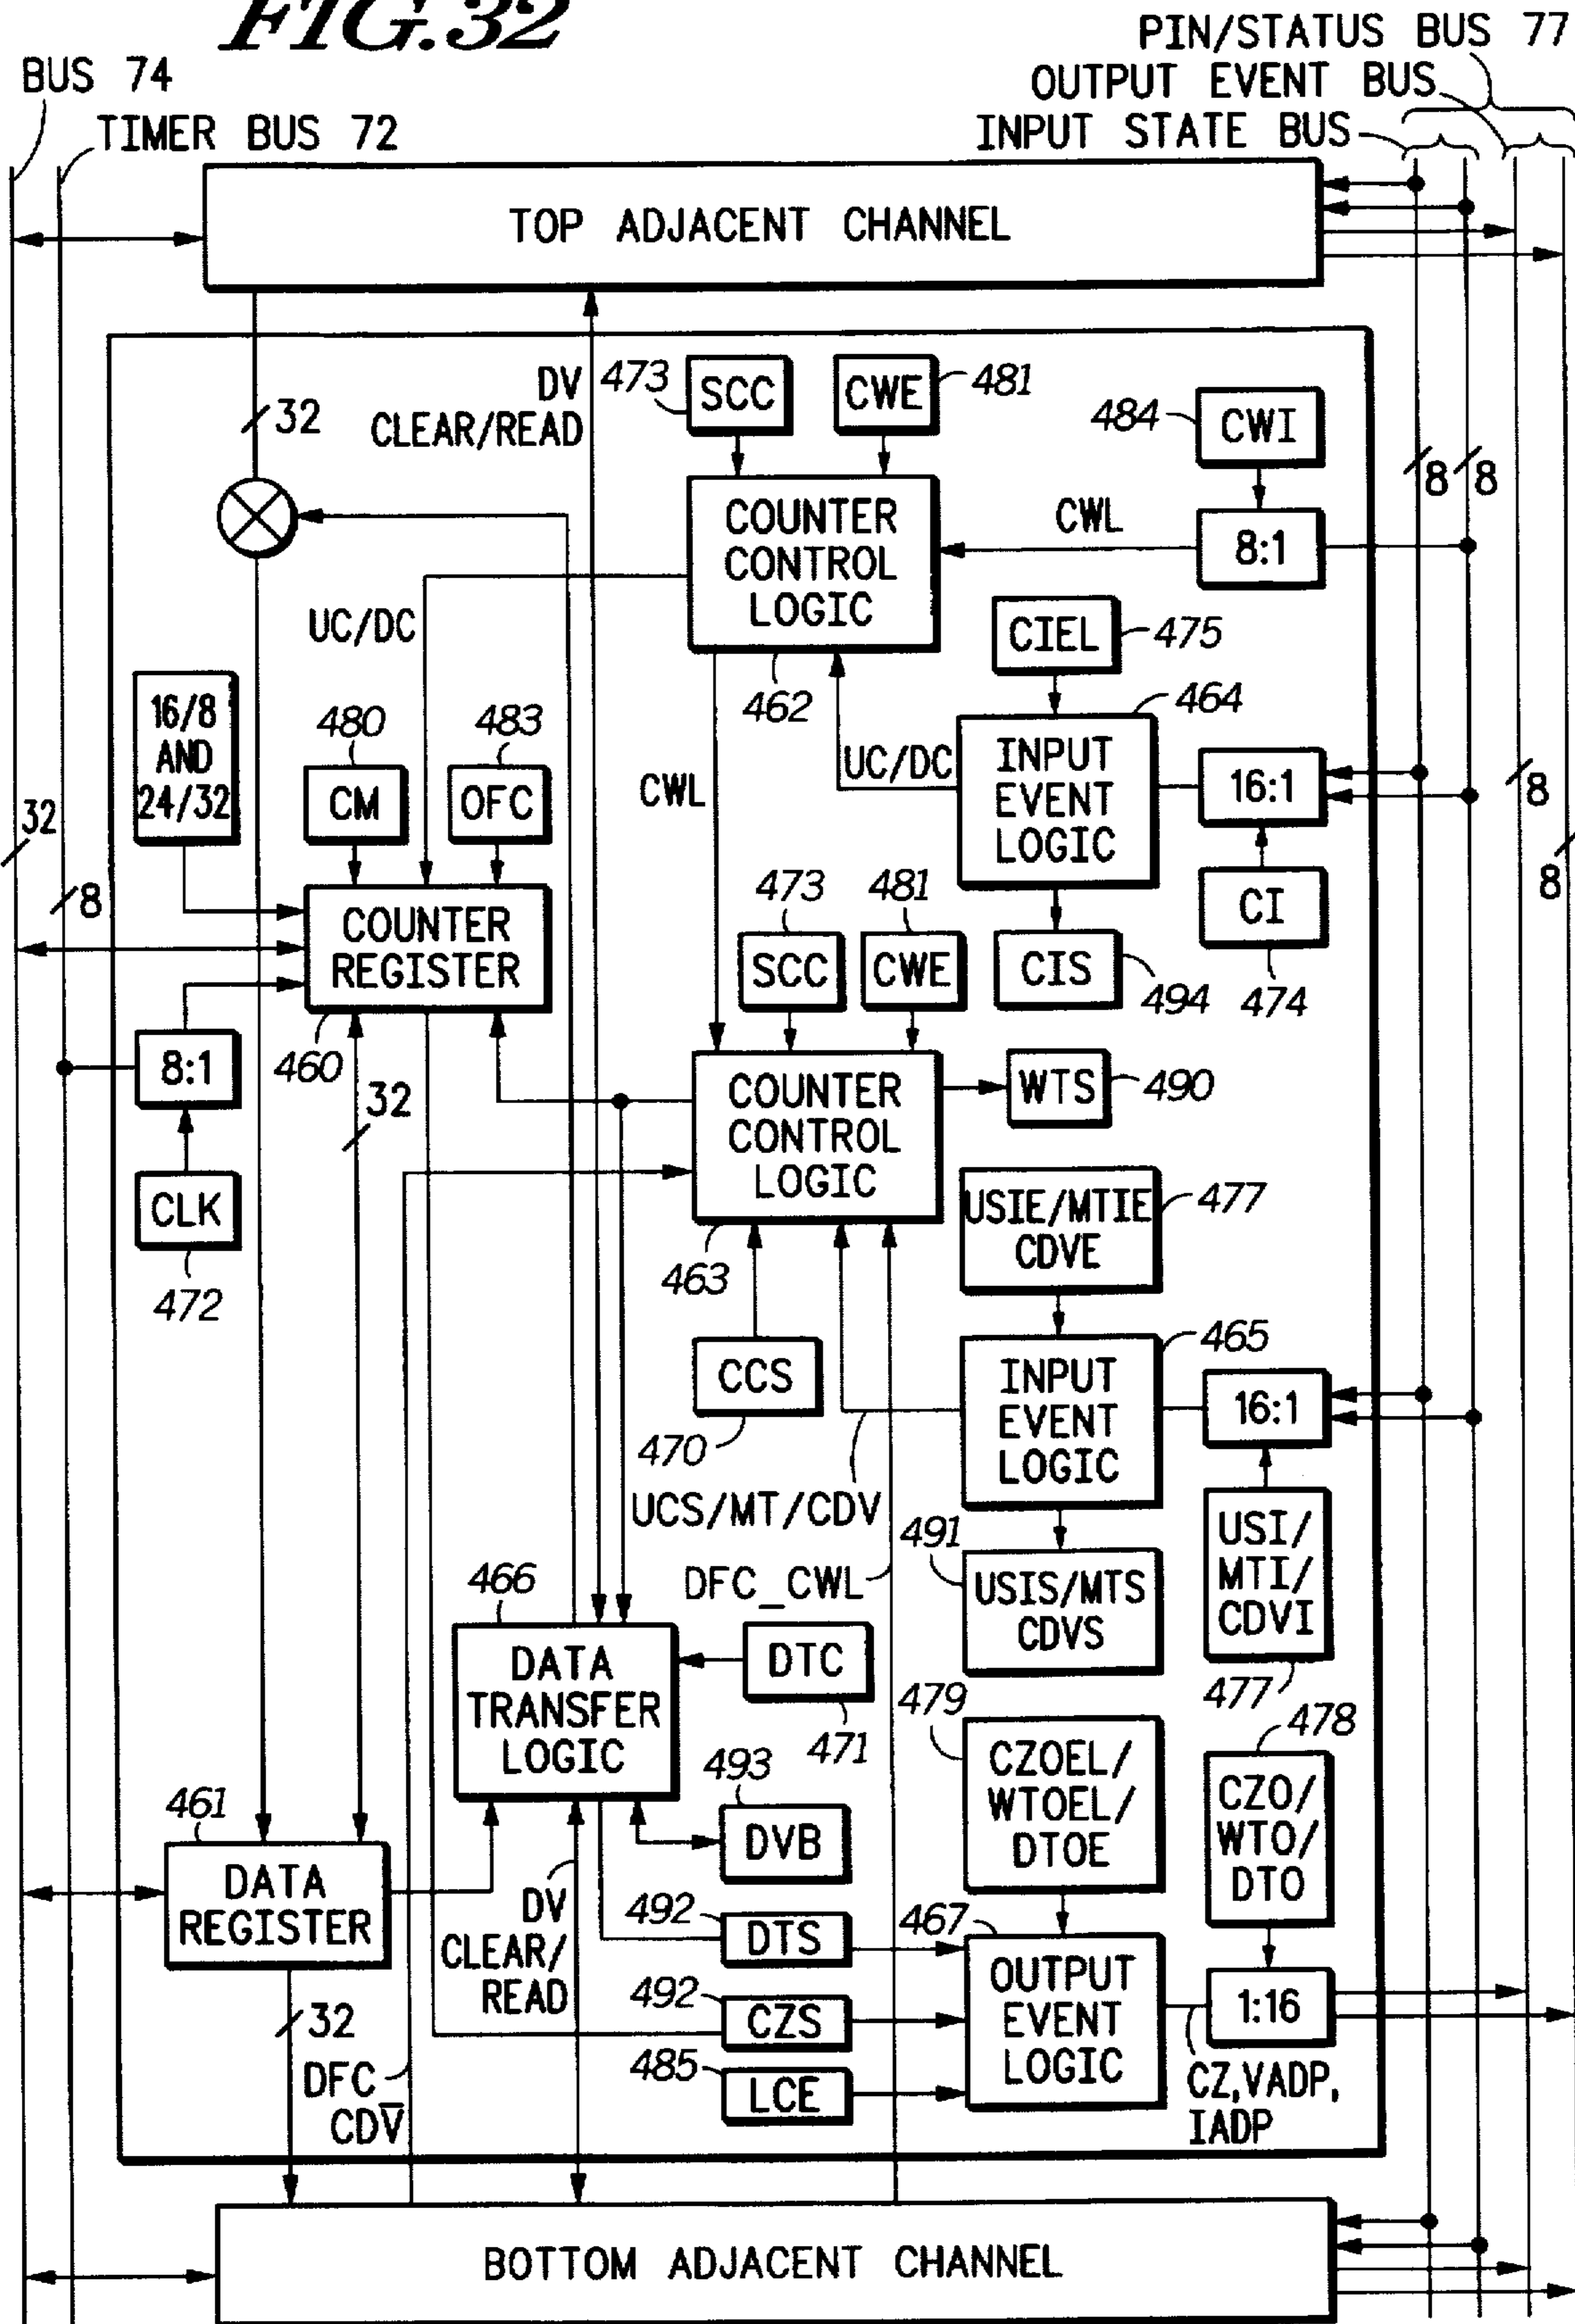 FIG.32
PIN/STATUS BUS 77
BUS 74
OUTPUT EVENT BUS
TIMER BUS 72
INPUT STATE BUS
TOP ADJACENT CHANNEL
32
DV
CLEAR/READ
473
SCC
CWE
481
484
CWI
8
8
COUNTER
CONTROL
LOGIC
CWL
8:1
UC/DC
462
CIEL
475
464
16/8
AND
24/32
480
CM
483
OFC
CWL
UC/DC
INPUT
EVENT
LOGIC
16:1
8
32
8
8
COUNTER
REGISTER
473
SCC
481
CWE
CIS
494
CI
474
8:1
460
32
COUNTER
CONTROL
LOGIC
WTS
490
CLK
472
463
USIE/MTIE
CDVE
477
CCS
470
465
INPUT
EVENT
LOGIC
16:1
UCS/MT/CDV
491
USI/
MTI/
CDVI
477
466
DFC_CWL
USIS/MTS
CDVS
DATA
TRANSFER
LOGIC
DTC
471
479
CZOEL/
WTOEL/
DTOE
478
CZO/
WTO/
DTO
493
DVB
461
DATA
REGISTER
DV
CLEAR/
READ
492
DTS
467
OUTPUT
EVENT
LOGIC
1:16
492
CZS
32
DFC
CDV̅
485
LCE
CZ,VADP,
IADP
BOTTOM ADJACENT CHANNEL